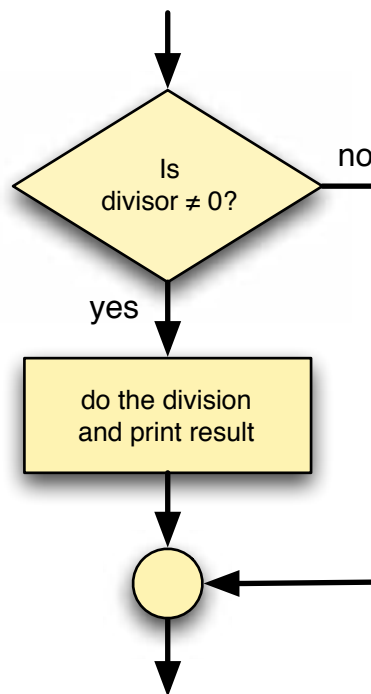 Is
divisor ≠ 0?
no
yes
do the division
and print result